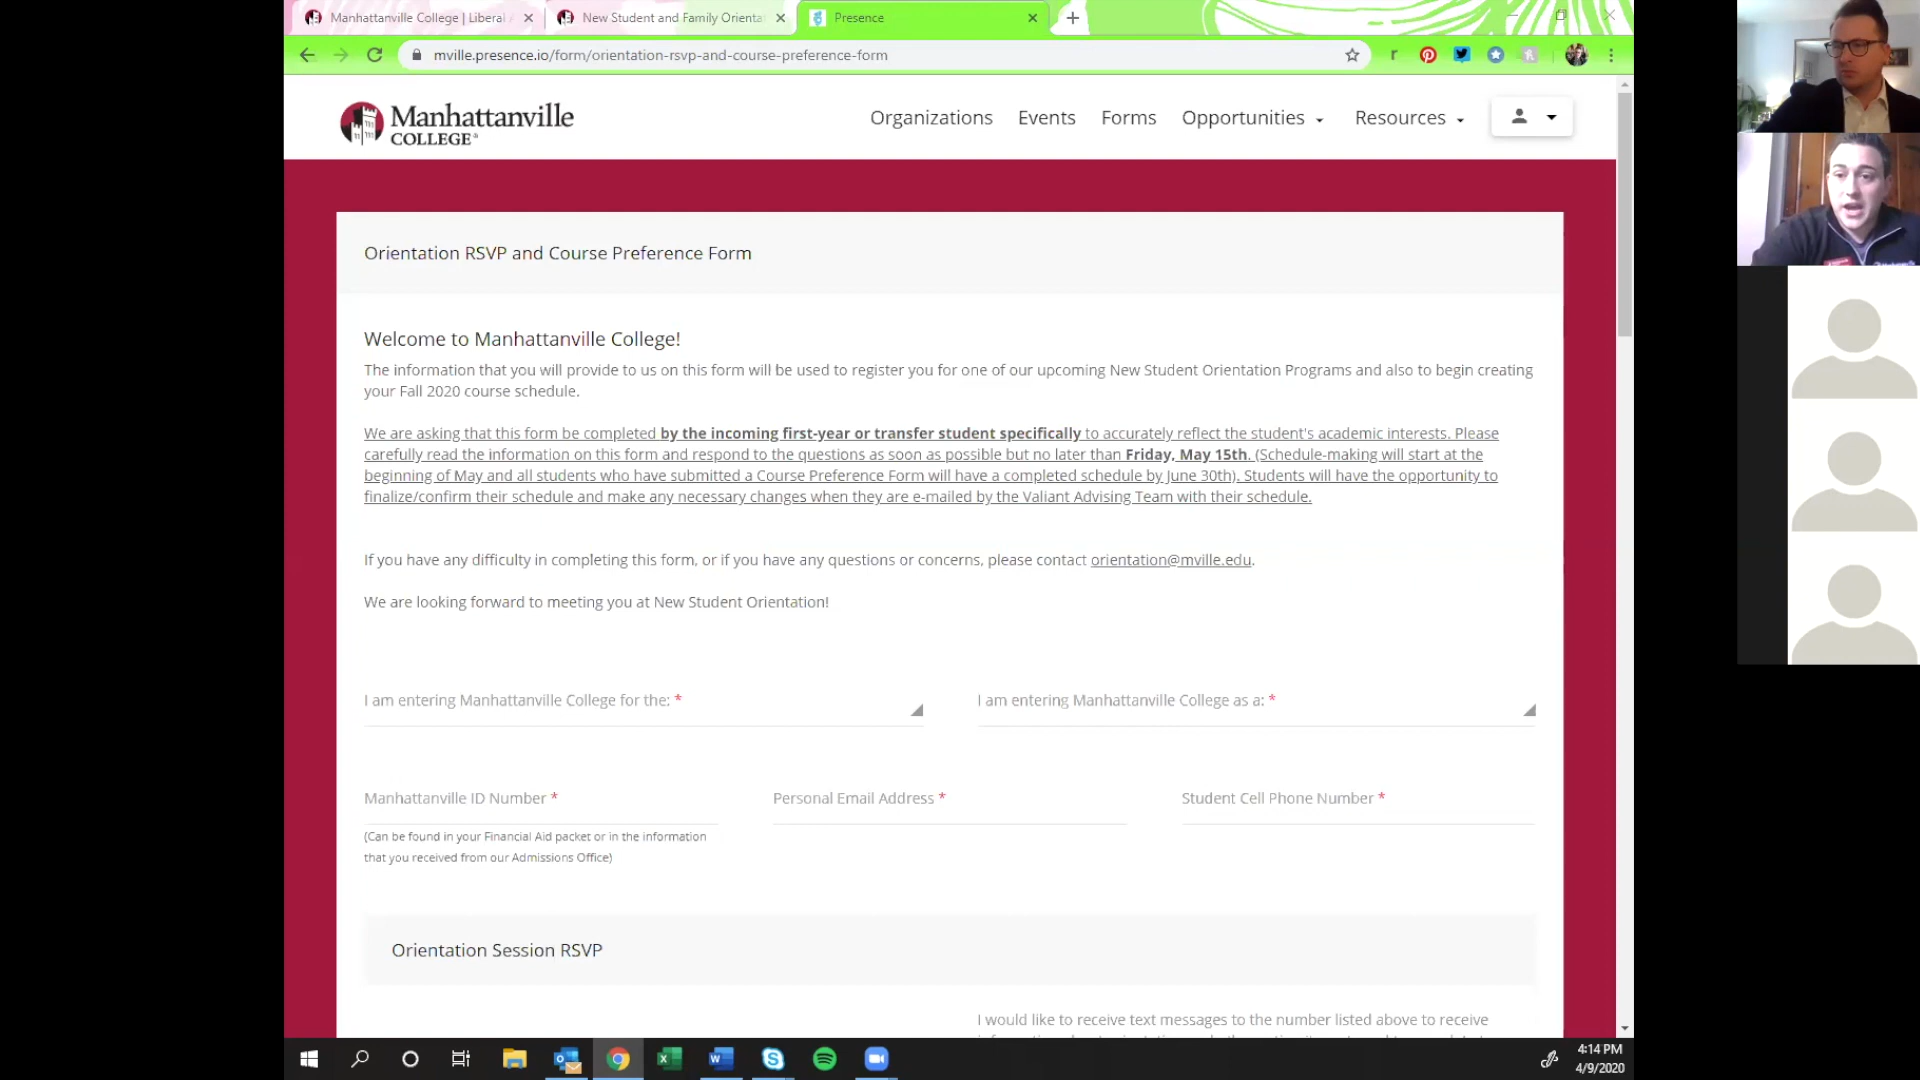 Manhattanville College | Liberal A
New Student and Family Orienta
Presence
mville.presence.io/form/orientation-rsvp-and-course-preference-form
Manhattanville
COLLEGE
Organizations Events Forms Opportunities Resources
Orientation RSVP and Course Preference Form
Welcome to Manhattanville College!
The information that you will provide to us on this form will be used to register you for one of our upcoming New Student Orientation Programs and also to begin creating
your Fall 2020 course schedule.
We are asking that this form be completed by the incoming first-year or transfer student specifically to accurately reflect the student's academic interests. Please
carefully read the information on this form and respond to the questions as soon as possible but no later than Friday, May 15th. (Schedule-making will start at the
beginning of May and all students who have submitted a Course Preference Form will have a completed schedule by June 30th). Students will have the opportunity to
finalize/confirm their schedule and make any necessary changes when they are e-mailed by the Valiant Advising Team with their schedule.
If you have any difficulty in completing this form, or if you have any questions or concerns, please contact orientation@mville.edu.
We are looking forward to meeting you at New Student Orientation!
I am entering Manhattanville College for the: *
I am entering Manhattanville College as a: *
Manhattanville ID Number *
Personal Email Address *
Student Cell Phone Number *
(Can be found in your Financial Aid packet or in the information
that you received from our Admissions Office)
Orientation Session RSVP
I would like to receive text messages to the number listed above to receive
4:14 PM
4/9/2020